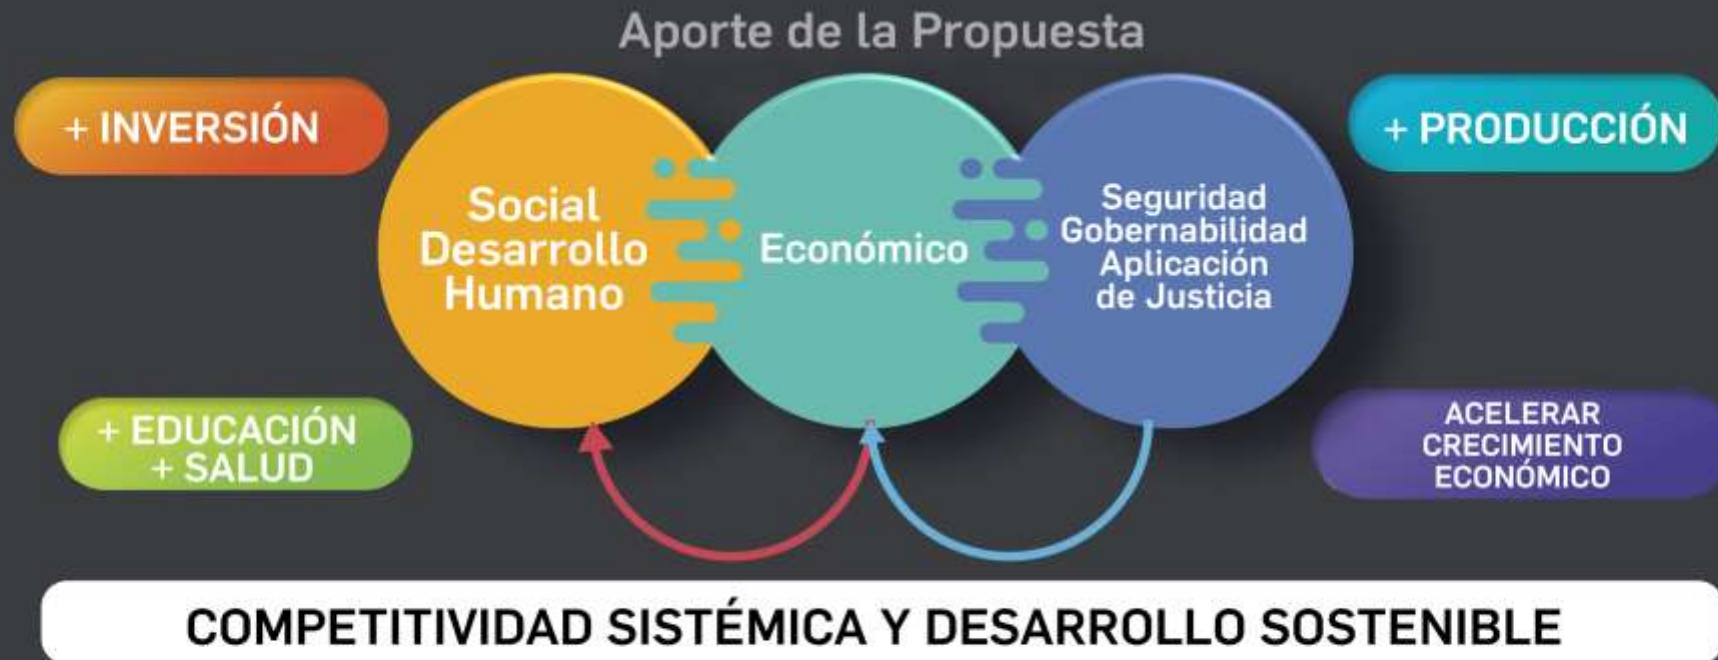 Aporte de la Propuesta
+ INVERSIÓN
Social
Desarrollo
Humano
Económico
Seguridad
Gobernabilidad
Aplicación
de Justicia
+ PRODUCCIÓN
+ EDUCACIÓN
+ SALUD
ACELERAR
CRECIMIENTO
ECONÓMICO
COMPETITIVIDAD SISTÉMICA Y DESARROLLO SOSTENIBLE